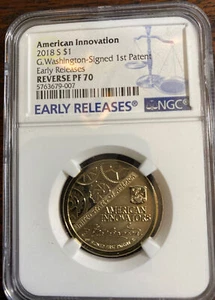 American Innovation
2018 S $1
G.Washington-Signed 1st Patent
Early Releases
REVERSE PF 70
5763679-007
EARLY RELEASES
NGC
AMERICAN
INNOVATORS